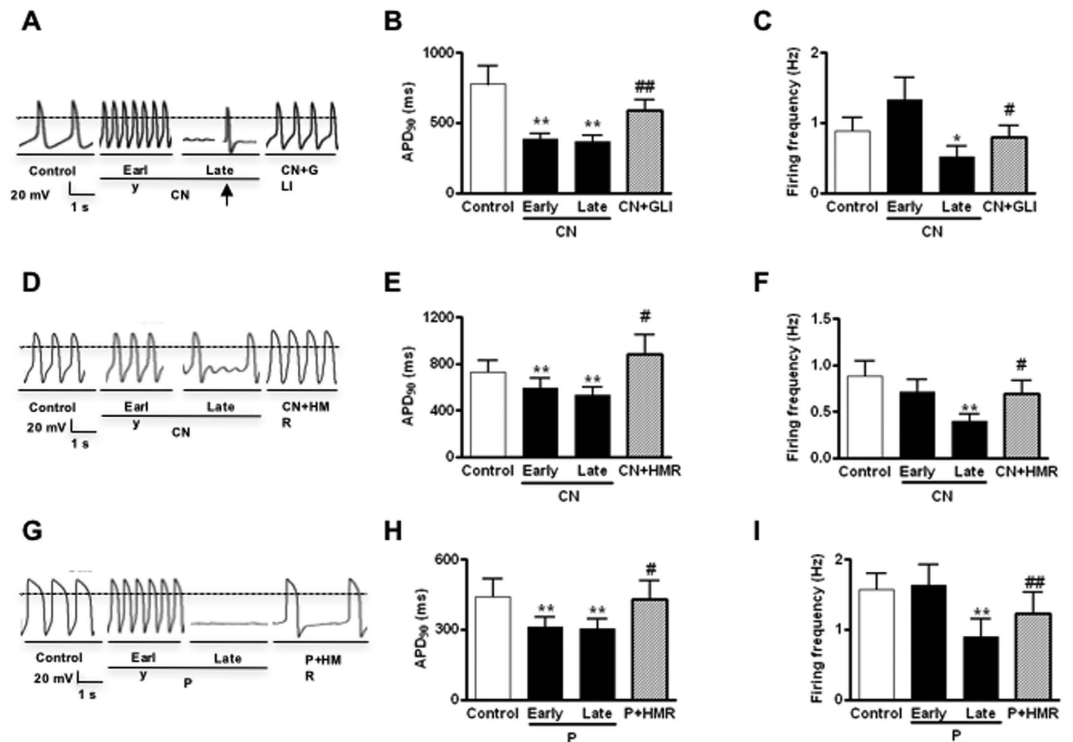 A
Control
Earl
y
Late
CN+G
LI
CN
20 mV
1 s
B
APD90 (ms)
1000
500
0
**
**
##
Control
Early
Late
CN+GLI
CN
C
Firing frequency (Hz)
2
1
0
*
#
Control
Early
Late
CN+GLI
CN
D
Control
Earl
y
Late
CN+HM
R
CN
20 mV
1 s
E
APD90 (ms)
1200
800
400
0
**
**
#
Control
Early
Late
CN+HMR
CN
F
Firing frequency (Hz)
1.5
1.0
0.5
0.0
**
#
Control
Early
Late
CN+HMR
CN
G
Control
Earl
y
Late
P+HM
R
P
20 mV
1 s
H
APD90 (ms)
600
300
0
**
**
#
Control
Early
Late
P+HMR
P
I
Firing frequency (Hz)
2
1
0
**
##
Control
Early
Late
P+HMR
P